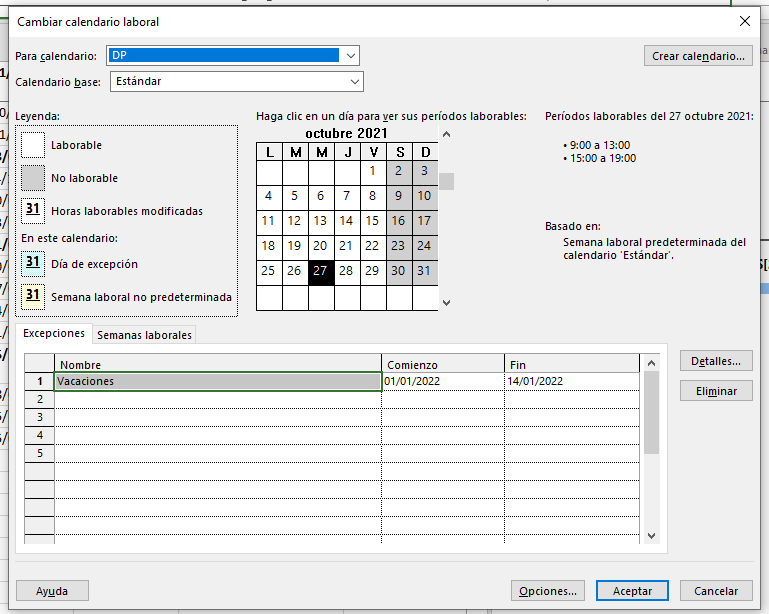 Cambiar calendario laboral
Para calendario: DP
Crear calendario...
Calendario base: Estándar
Leyenda:
Laborable
No laborable
31 Horas laborables modificadas
En este calendario:
31 Día de excepción
31 Semana laboral no predeterminada
Haga clic en un día para ver sus períodos laborables:
octubre 2021
L M M J V S D
1 2 3
4 5 6 7 8 9 10
11 12 13 14 15 16 17
18 19 20 21 22 23 24
25 26 27 28 29 30 31
Períodos laborables del 27 octubre 2021:
• 9:00 a 13:00
• 15:00 a 19:00
Basado en:
Semana laboral predeterminada del
calendario 'Estándar'.
Excepciones Semanas laborales
Nombre Comienzo Fin
1 Vacaciones 01/01/2022 14/01/2022
2
3
4
5
Detalles...
Eliminar
Ayuda Opciones... Aceptar Cancelar